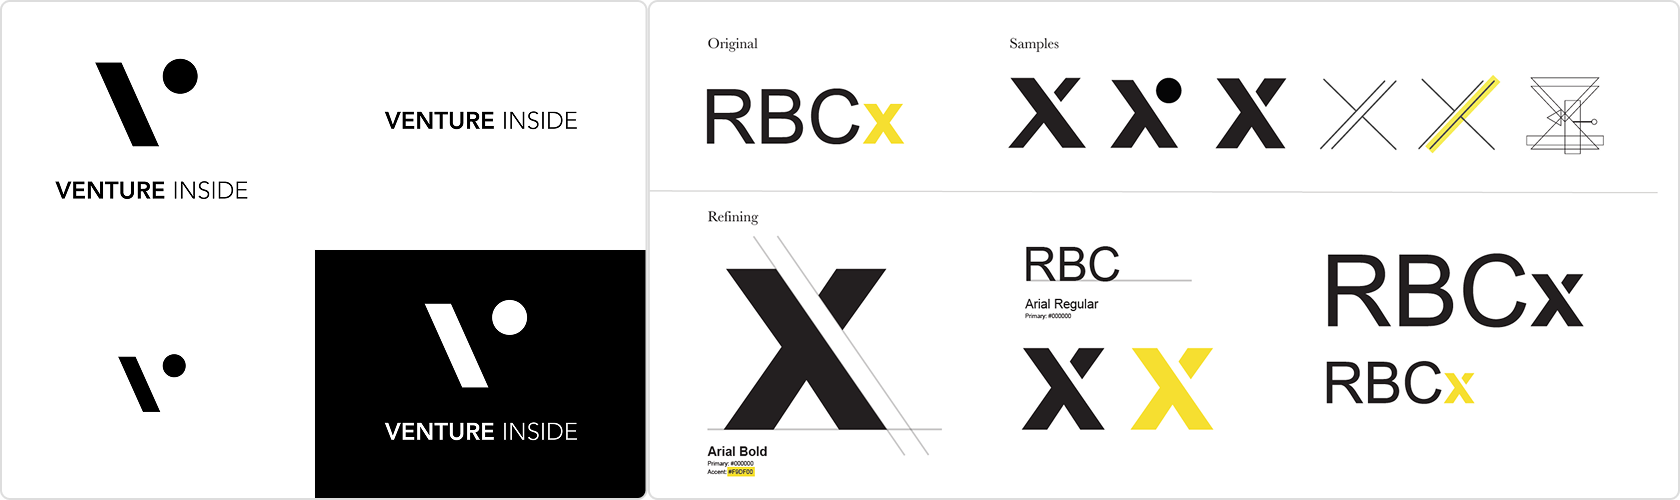 VENTURE INSIDE
VENTURE INSIDE
VENTURE INSIDE
Original
RBCx
Samples
X X X
Refining
X
Arial Bold
Primary: #000000
Accent: #F9DF00
RBC
Arial Regular
Primary: #000000
X X
RBCx
RBCx